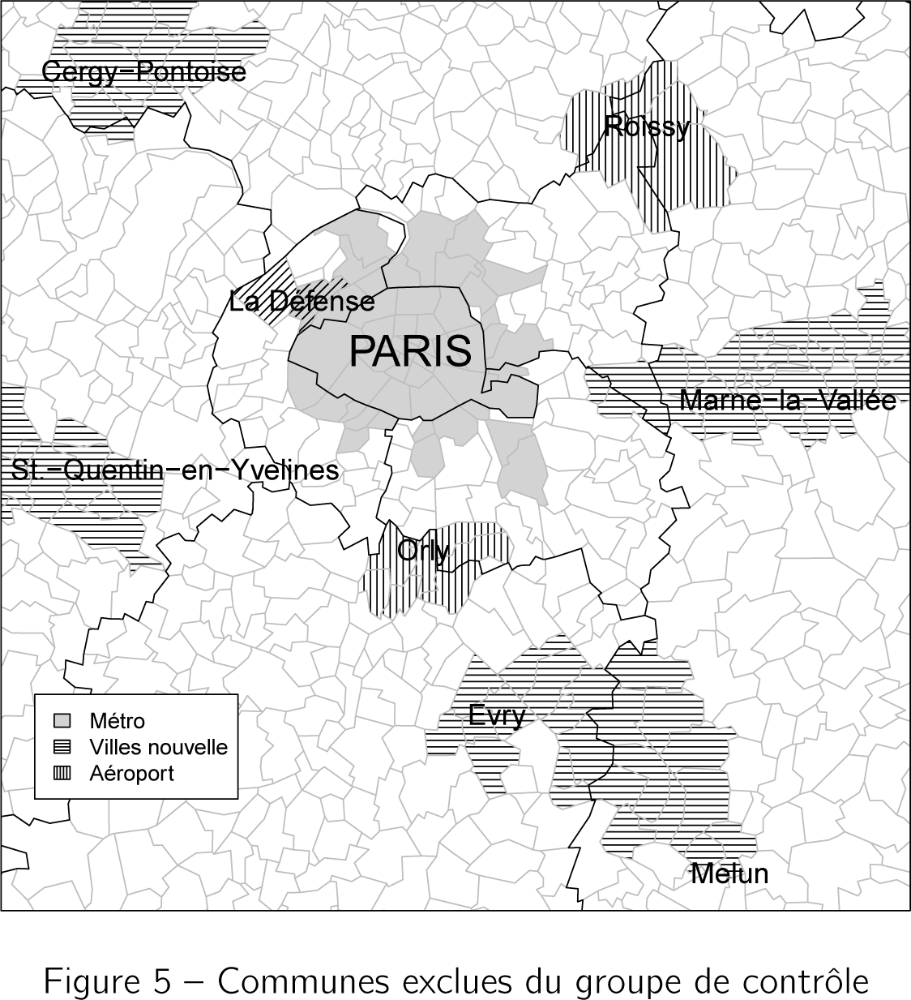 Cergy−Pontoise
Roissy
La Défense
PARIS
Marne−la−Vallée
St.−Quentin−en−Yvelines
Orly
Evry
Métro
Villes nouvelle
Aéroport
Melun
Figure 5 – Communes exclues du groupe de contrôle